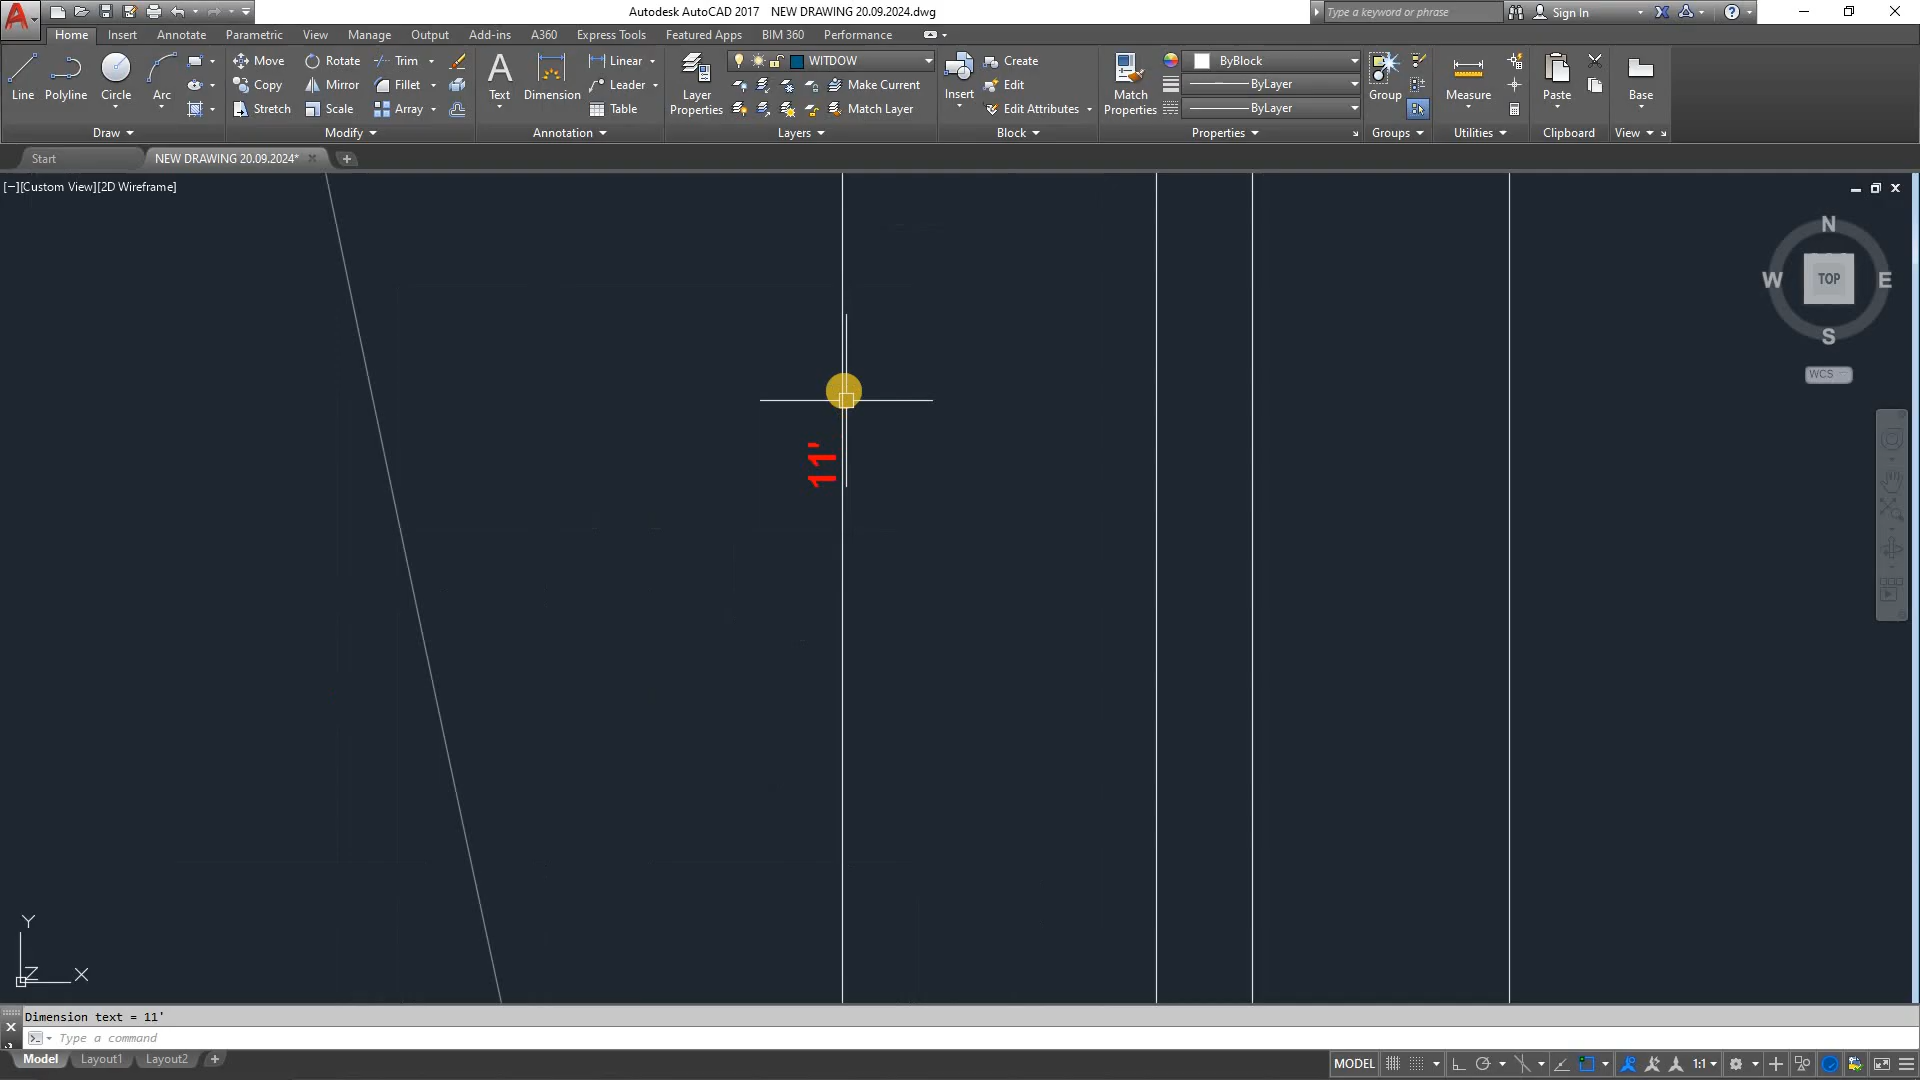 Autodesk AutoCAD 2017 NEW DRAWING 20.09.2024.dwg
Type a keyword or phrase
Sign In
Home Insert Annotate Parametric View Manage Output Add-ins A360 Express Tools Featured Apps BIM 360 Performance
Line
Polyline
Circle
Arc
Draw
Move
Copy
Stretch
Rotate
Mirror
Scale
Trim
Fillet
Array
Modify
Text
Dimension
Linear
Leader
Table
Annotation
Layer
Properties
WITDOW
Make Current
Match Layer
Layers
Insert
Create
Edit
Edit Attributes
Block
Match
Properties
ByBlock
ByLayer
ByLayer
Properties
Group
Groups
Measure
Utilities
Paste
Clipboard
Base
View
Start
NEW DRAWING 20.09.2024*
[−][Custom View][2D Wireframe]
N
W TOP E
S
WCS
11'
Y
Z X
Dimension text = 11'
Type a command
Model Layout1 Layout2
MODEL 1:1